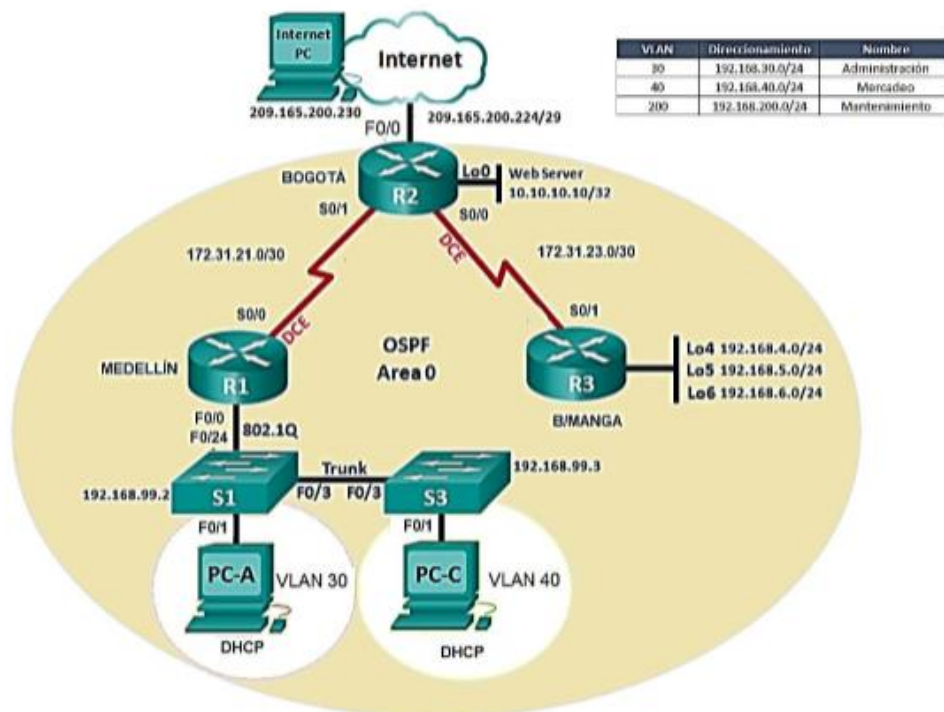 Internet
PC
Internet
209.165.200.230
F0/0
209.165.200.224/29
VLAN Direccionamiento Nombre
30 192.168.30.0/24 Administración
40 192.168.40.0/24 Mercadeo
200 192.168.200.0/24 Mantenimiento
BOGOTÁ
R2
Lo0
Web Server
10.10.10.10/32
S0/1
S0/0
DCE
172.31.21.0/30
172.31.23.0/30
S0/0
DCE
S0/1
MEDELLÍN
R1
OSPF
Area 0
R3
B/MANGA
Lo4 192.168.4.0/24
Lo5 192.168.5.0/24
Lo6 192.168.6.0/24
F0/0
F0/24
802.1Q
192.168.99.2
S1
Trunk
F0/3 F0/3
S3
192.168.99.3
F0/1
F0/1
PC-A
VLAN 30
DHCP
PC-C
VLAN 40
DHCP